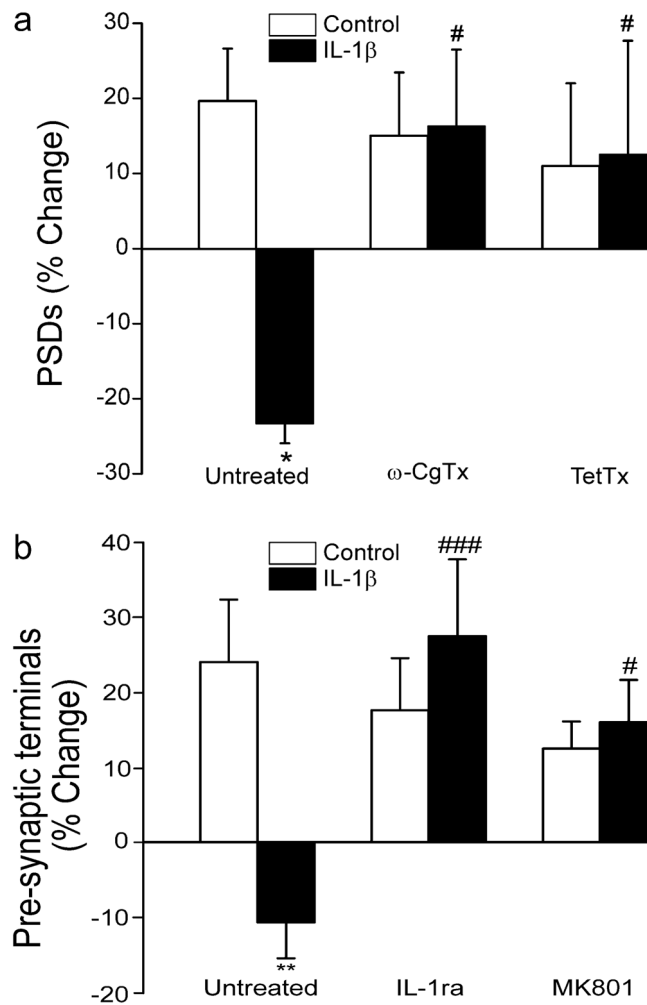 a
Control
IL-1β
PSDs (% Change)
30
20
10
0
-10
-20
-30
#
#
*
Untreated
ω-CgTx
TetTx
b
Control
IL-1β
Pre-synaptic terminals
(% Change)
40
30
20
10
0
-10
-20
###
#
**
Untreated
IL-1ra
MK801